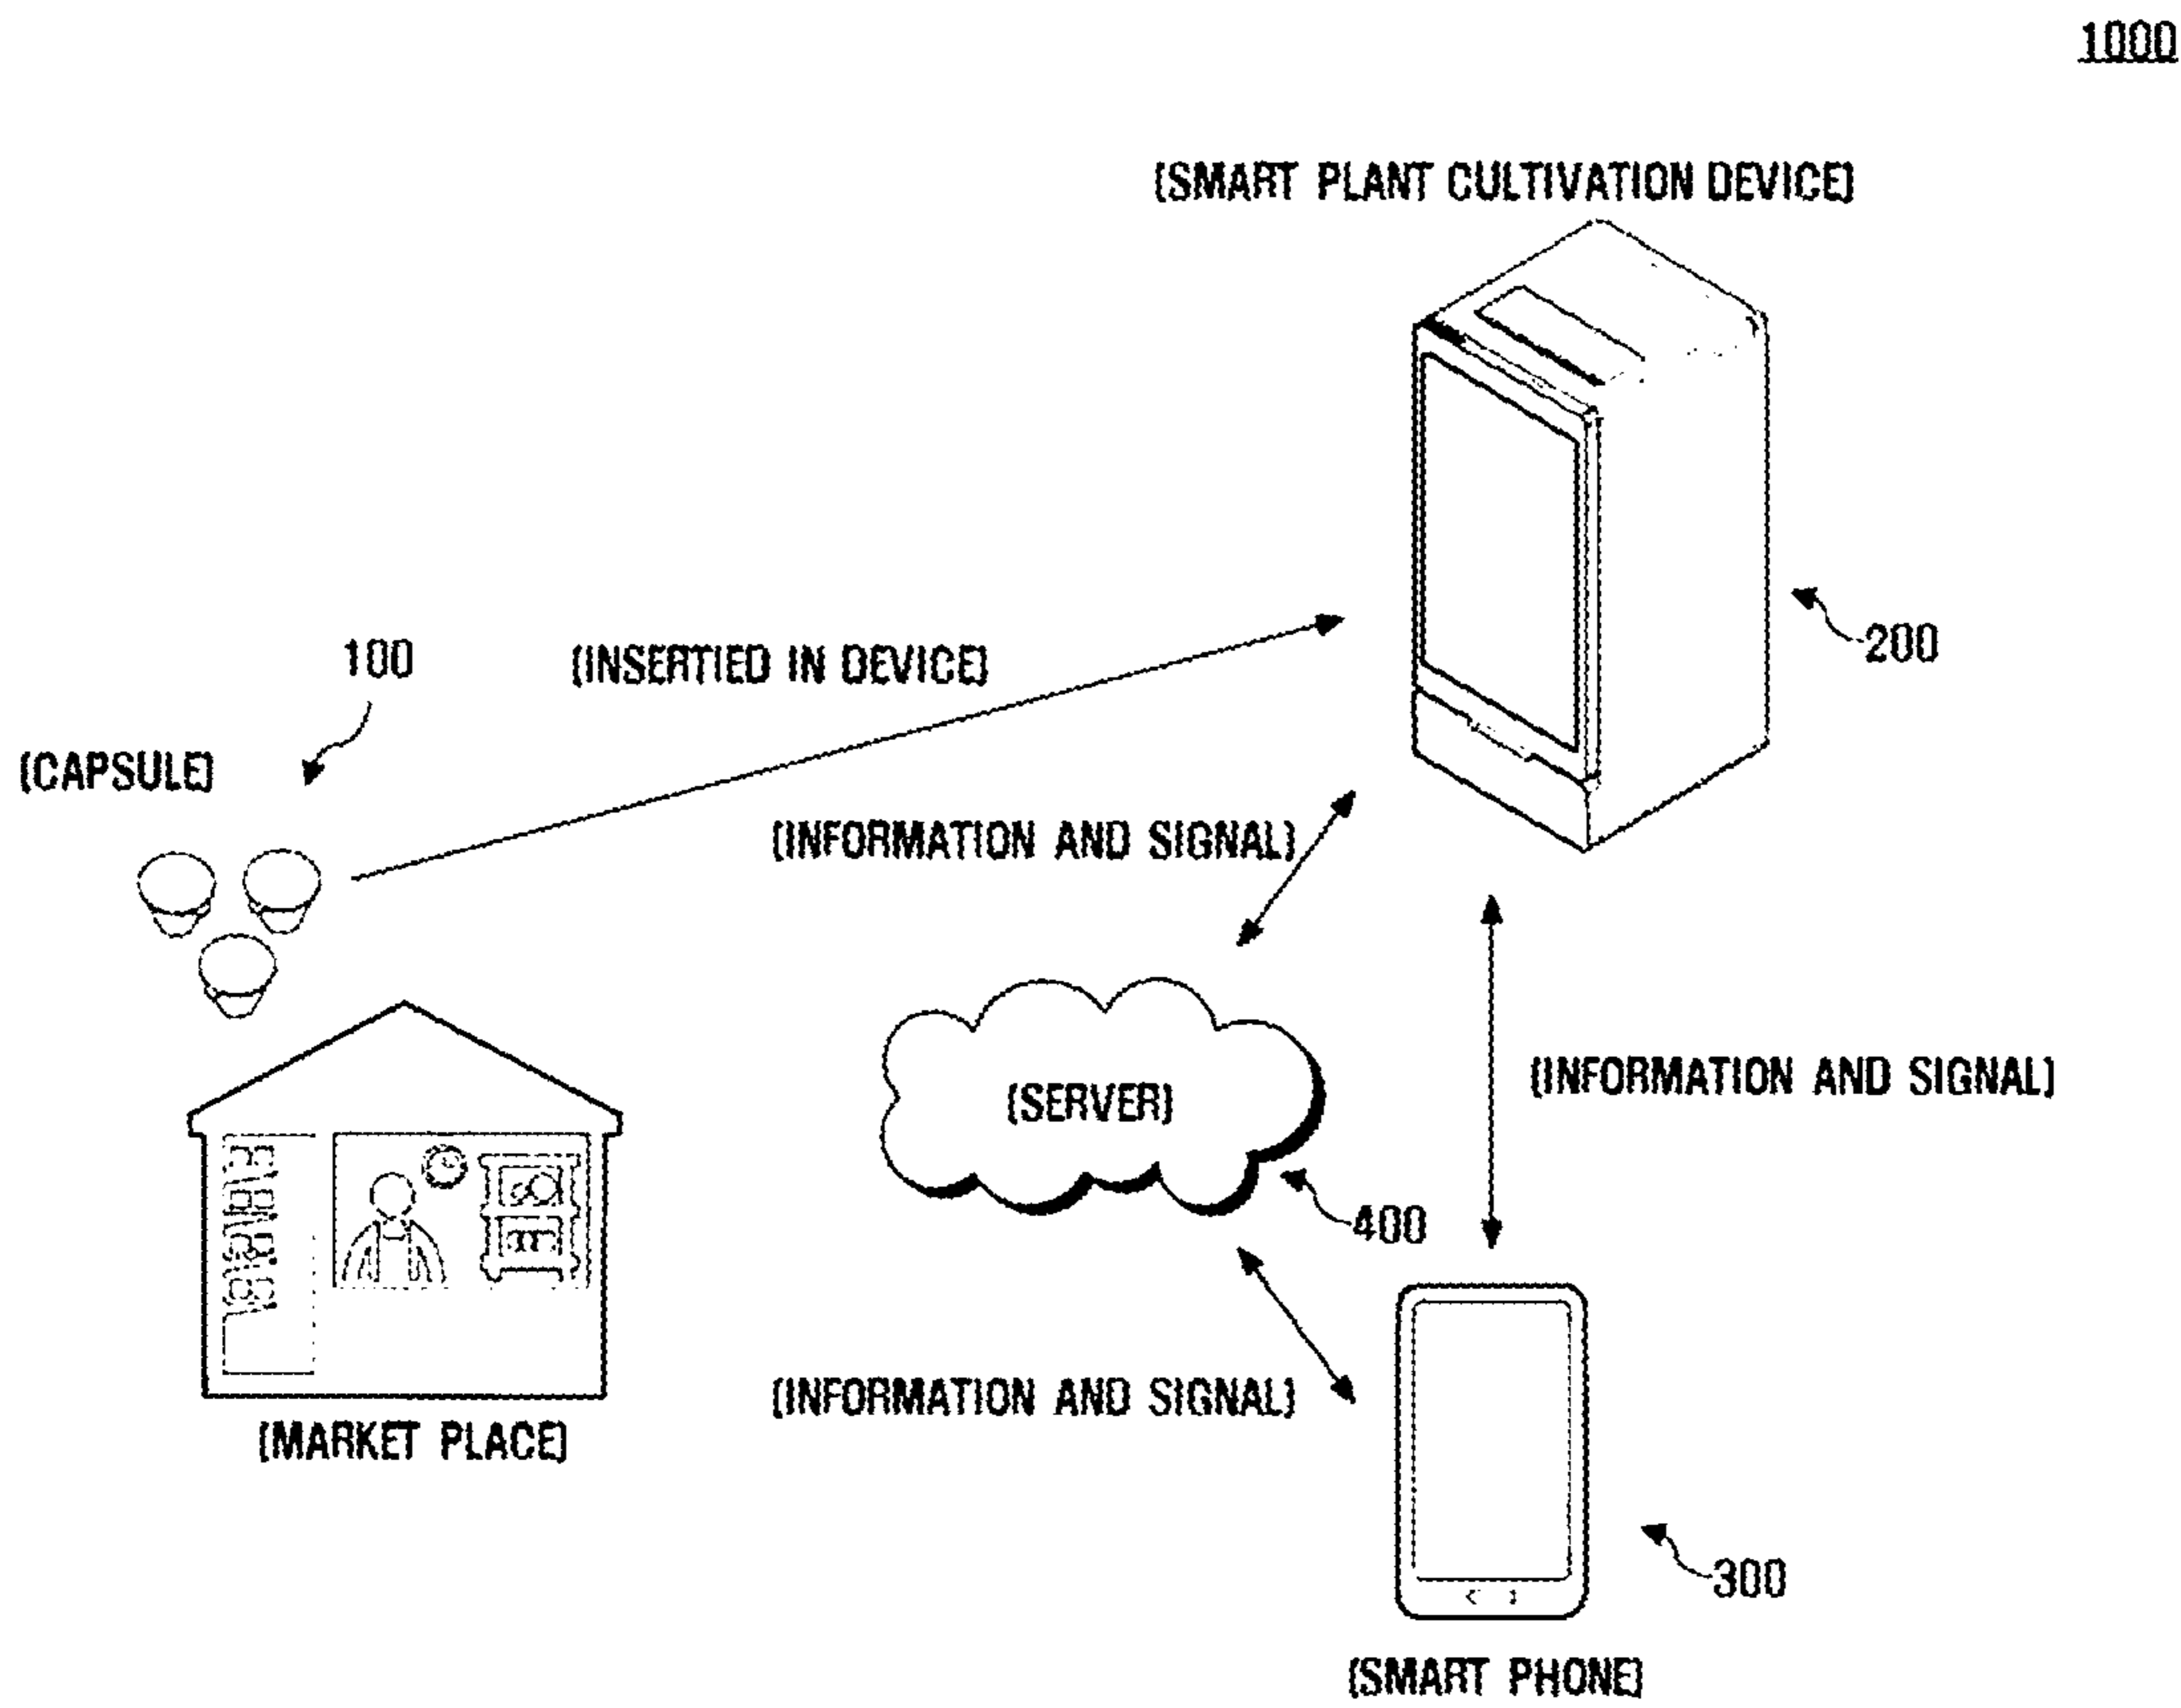 1000
(SMART PLANT CULTIVATION DEVICE)
200
100
(INSERTIED IN DEVICE)
(CAPSULE)
(INFORMATION AND SIGNAL)
(SERVER)
(INFORMATION AND SIGNAL)
400
(INFORMATION AND SIGNAL)
(MARKET PLACE)
300
(SMART PHONE)